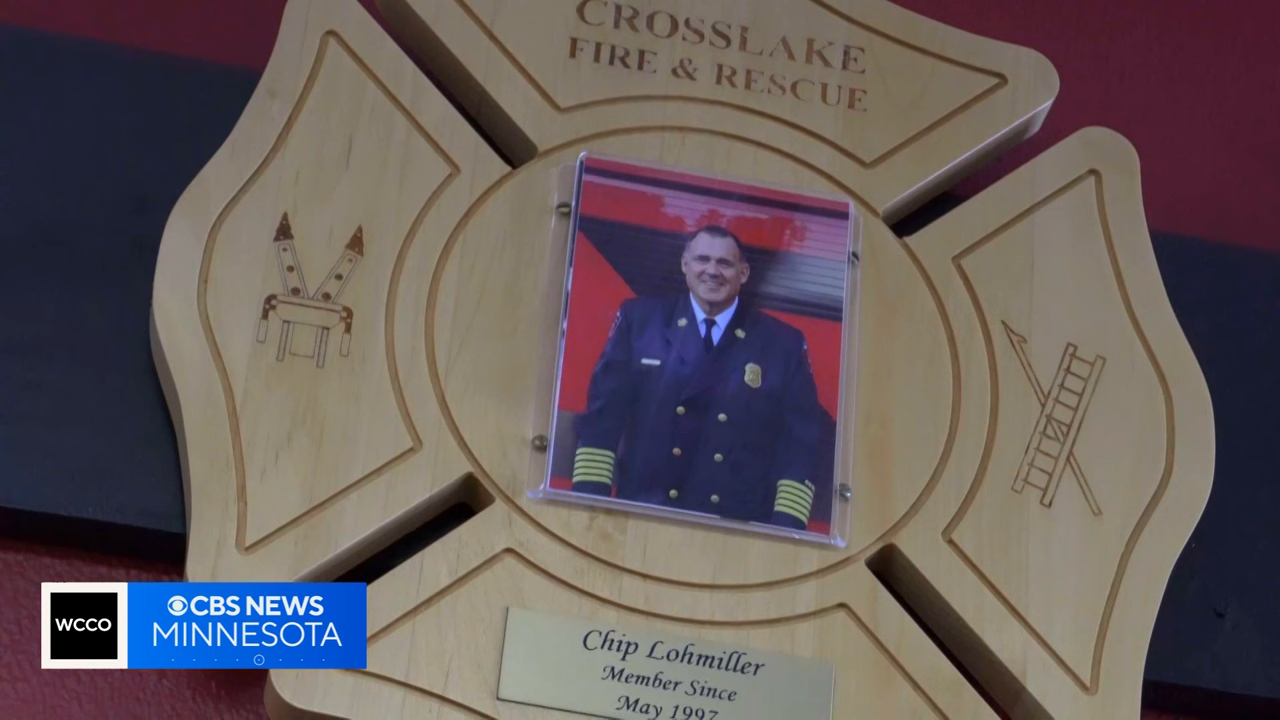 CROSSLAKE
FIRE & RESCUE
Chip Lohmiller
Member Since
May 1997
WCCO
CBS NEWS
MINNESOTA